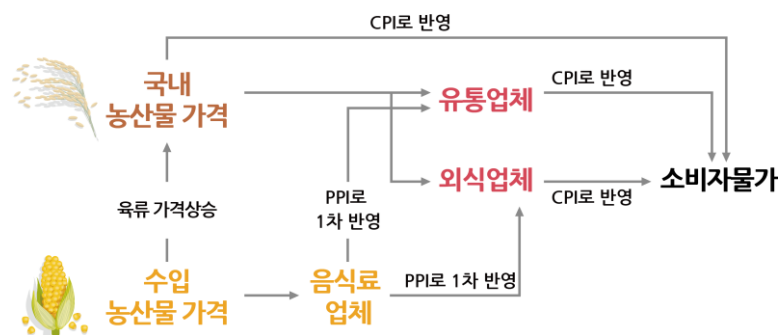 CPI로 반영
국내
농산물 가격
유통업체
CPI로 반영
외식업체
CPI로 반영
소비자물가
육류 가격상승
PPI로
1차 반영
수입
농산물 가격
음식료
업체
PPI로 1차 반영